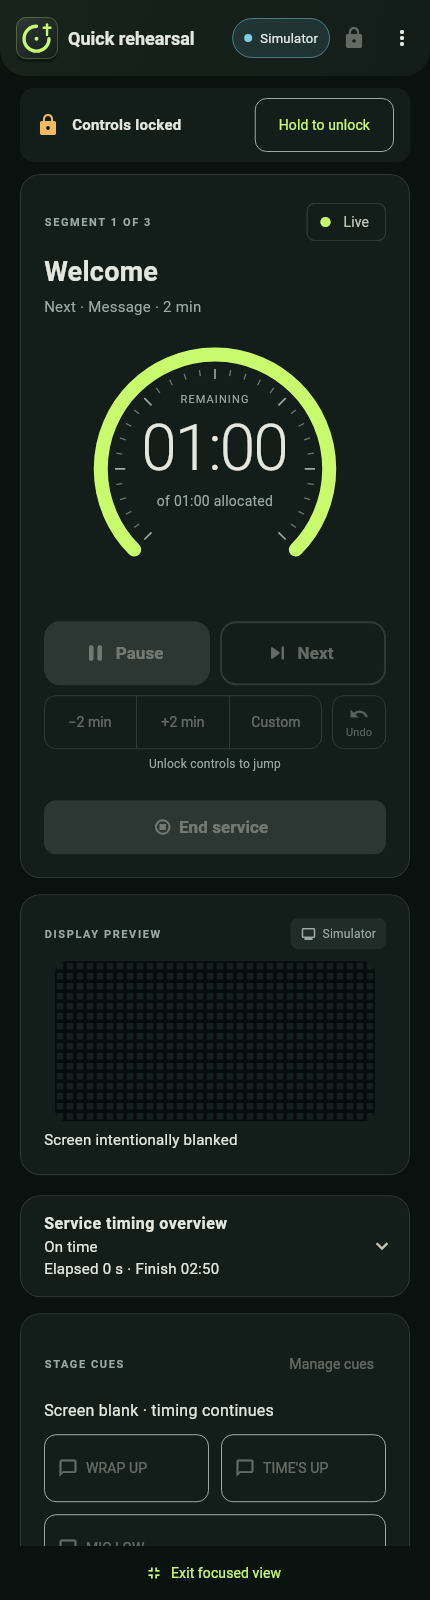 Quick rehearsal
Simulator
Controls locked
Hold to unlock
SEGMENT 1 OF 3
Live
Welcome
Next · Message · 2 min
REMAINING
01:00
of 01:00 allocated
Pause
Next
−2 min
+2 min
Custom
Undo
Unlock controls to jump
End service
DISPLAY PREVIEW
Simulator
Screen intentionally blanked
Service timing overview
On time
Elapsed 0 s · Finish 02:50
STAGE CUES
Manage cues
Screen blank · timing continues
WRAP UP
TIME'S UP
MIC LOW
Exit focused view